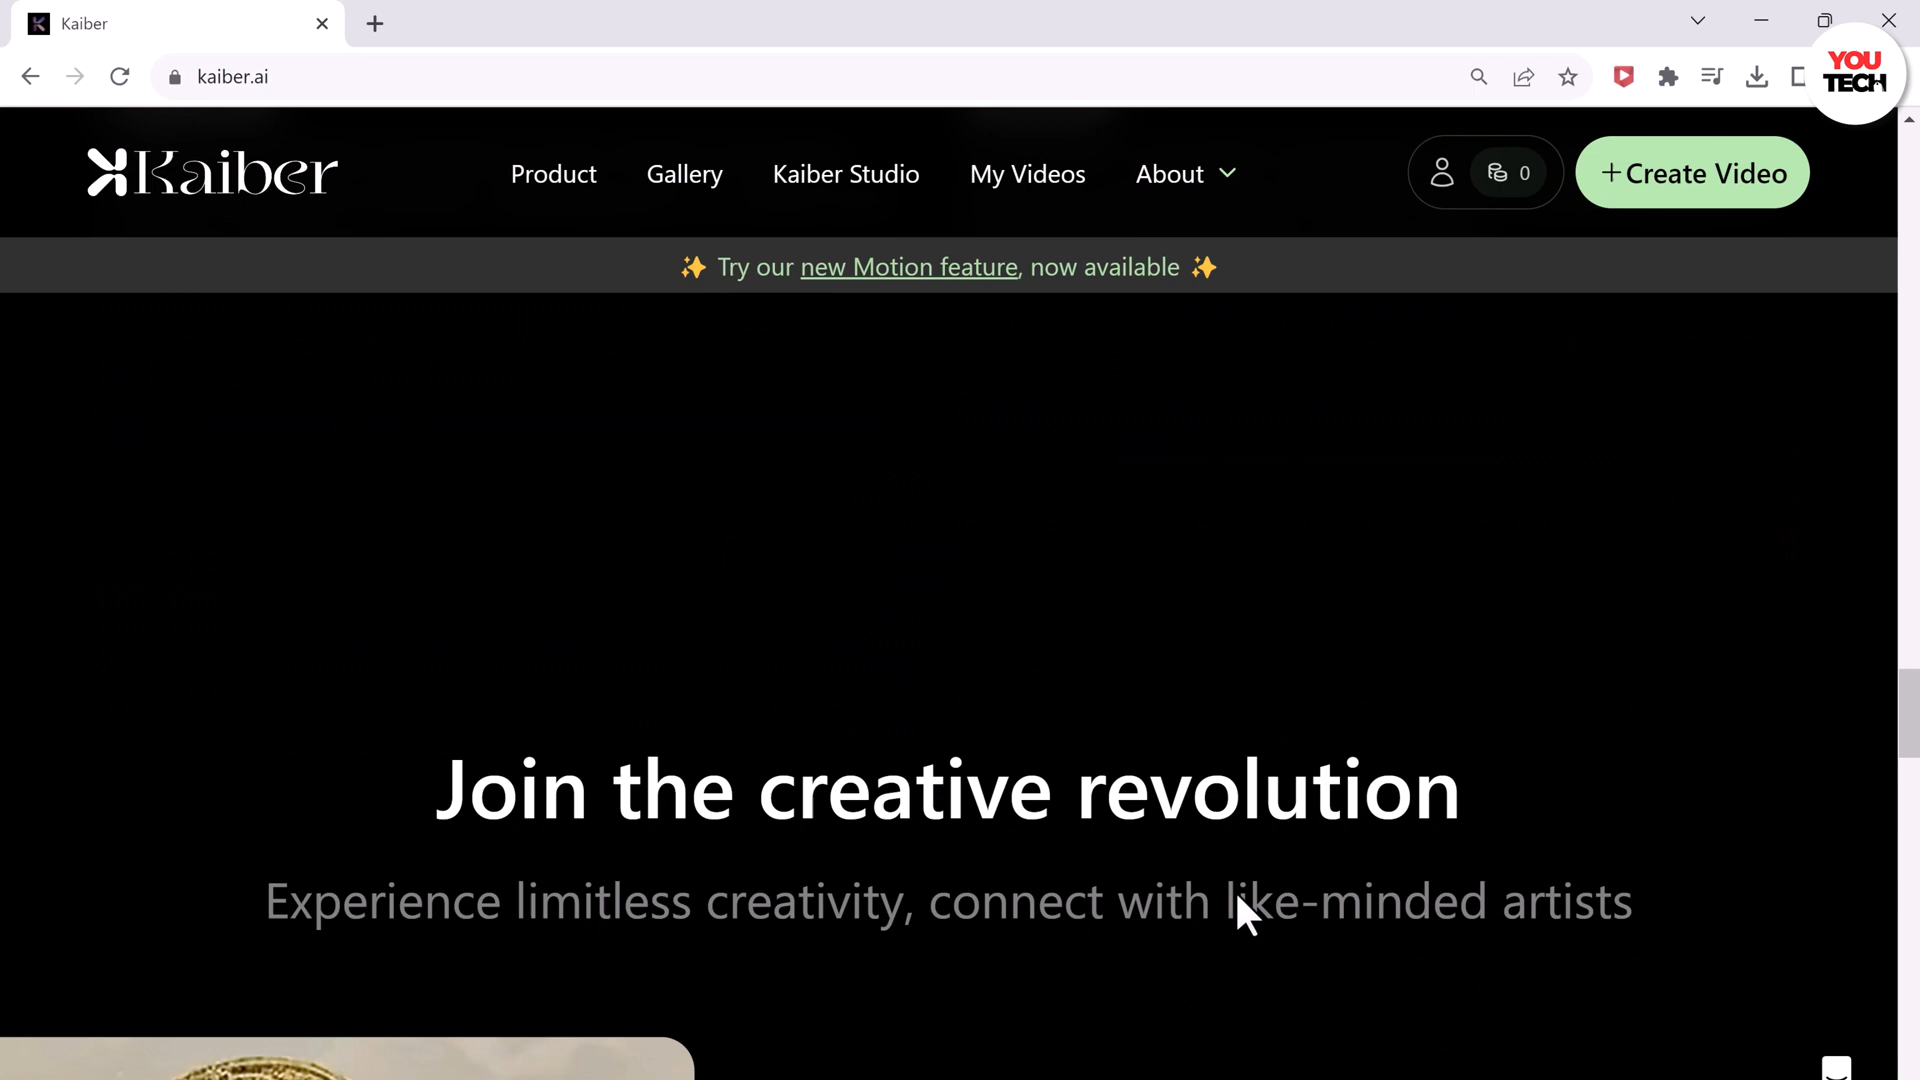 Kaiber
kaiber.ai
YOU
TECH
Kaiber
Product
Gallery
Kaiber Studio
My Videos
About
0
+Create Video
✨ Try our new Motion feature, now available ✨
Join the creative revolution
Experience limitless creativity, connect with like-minded artists